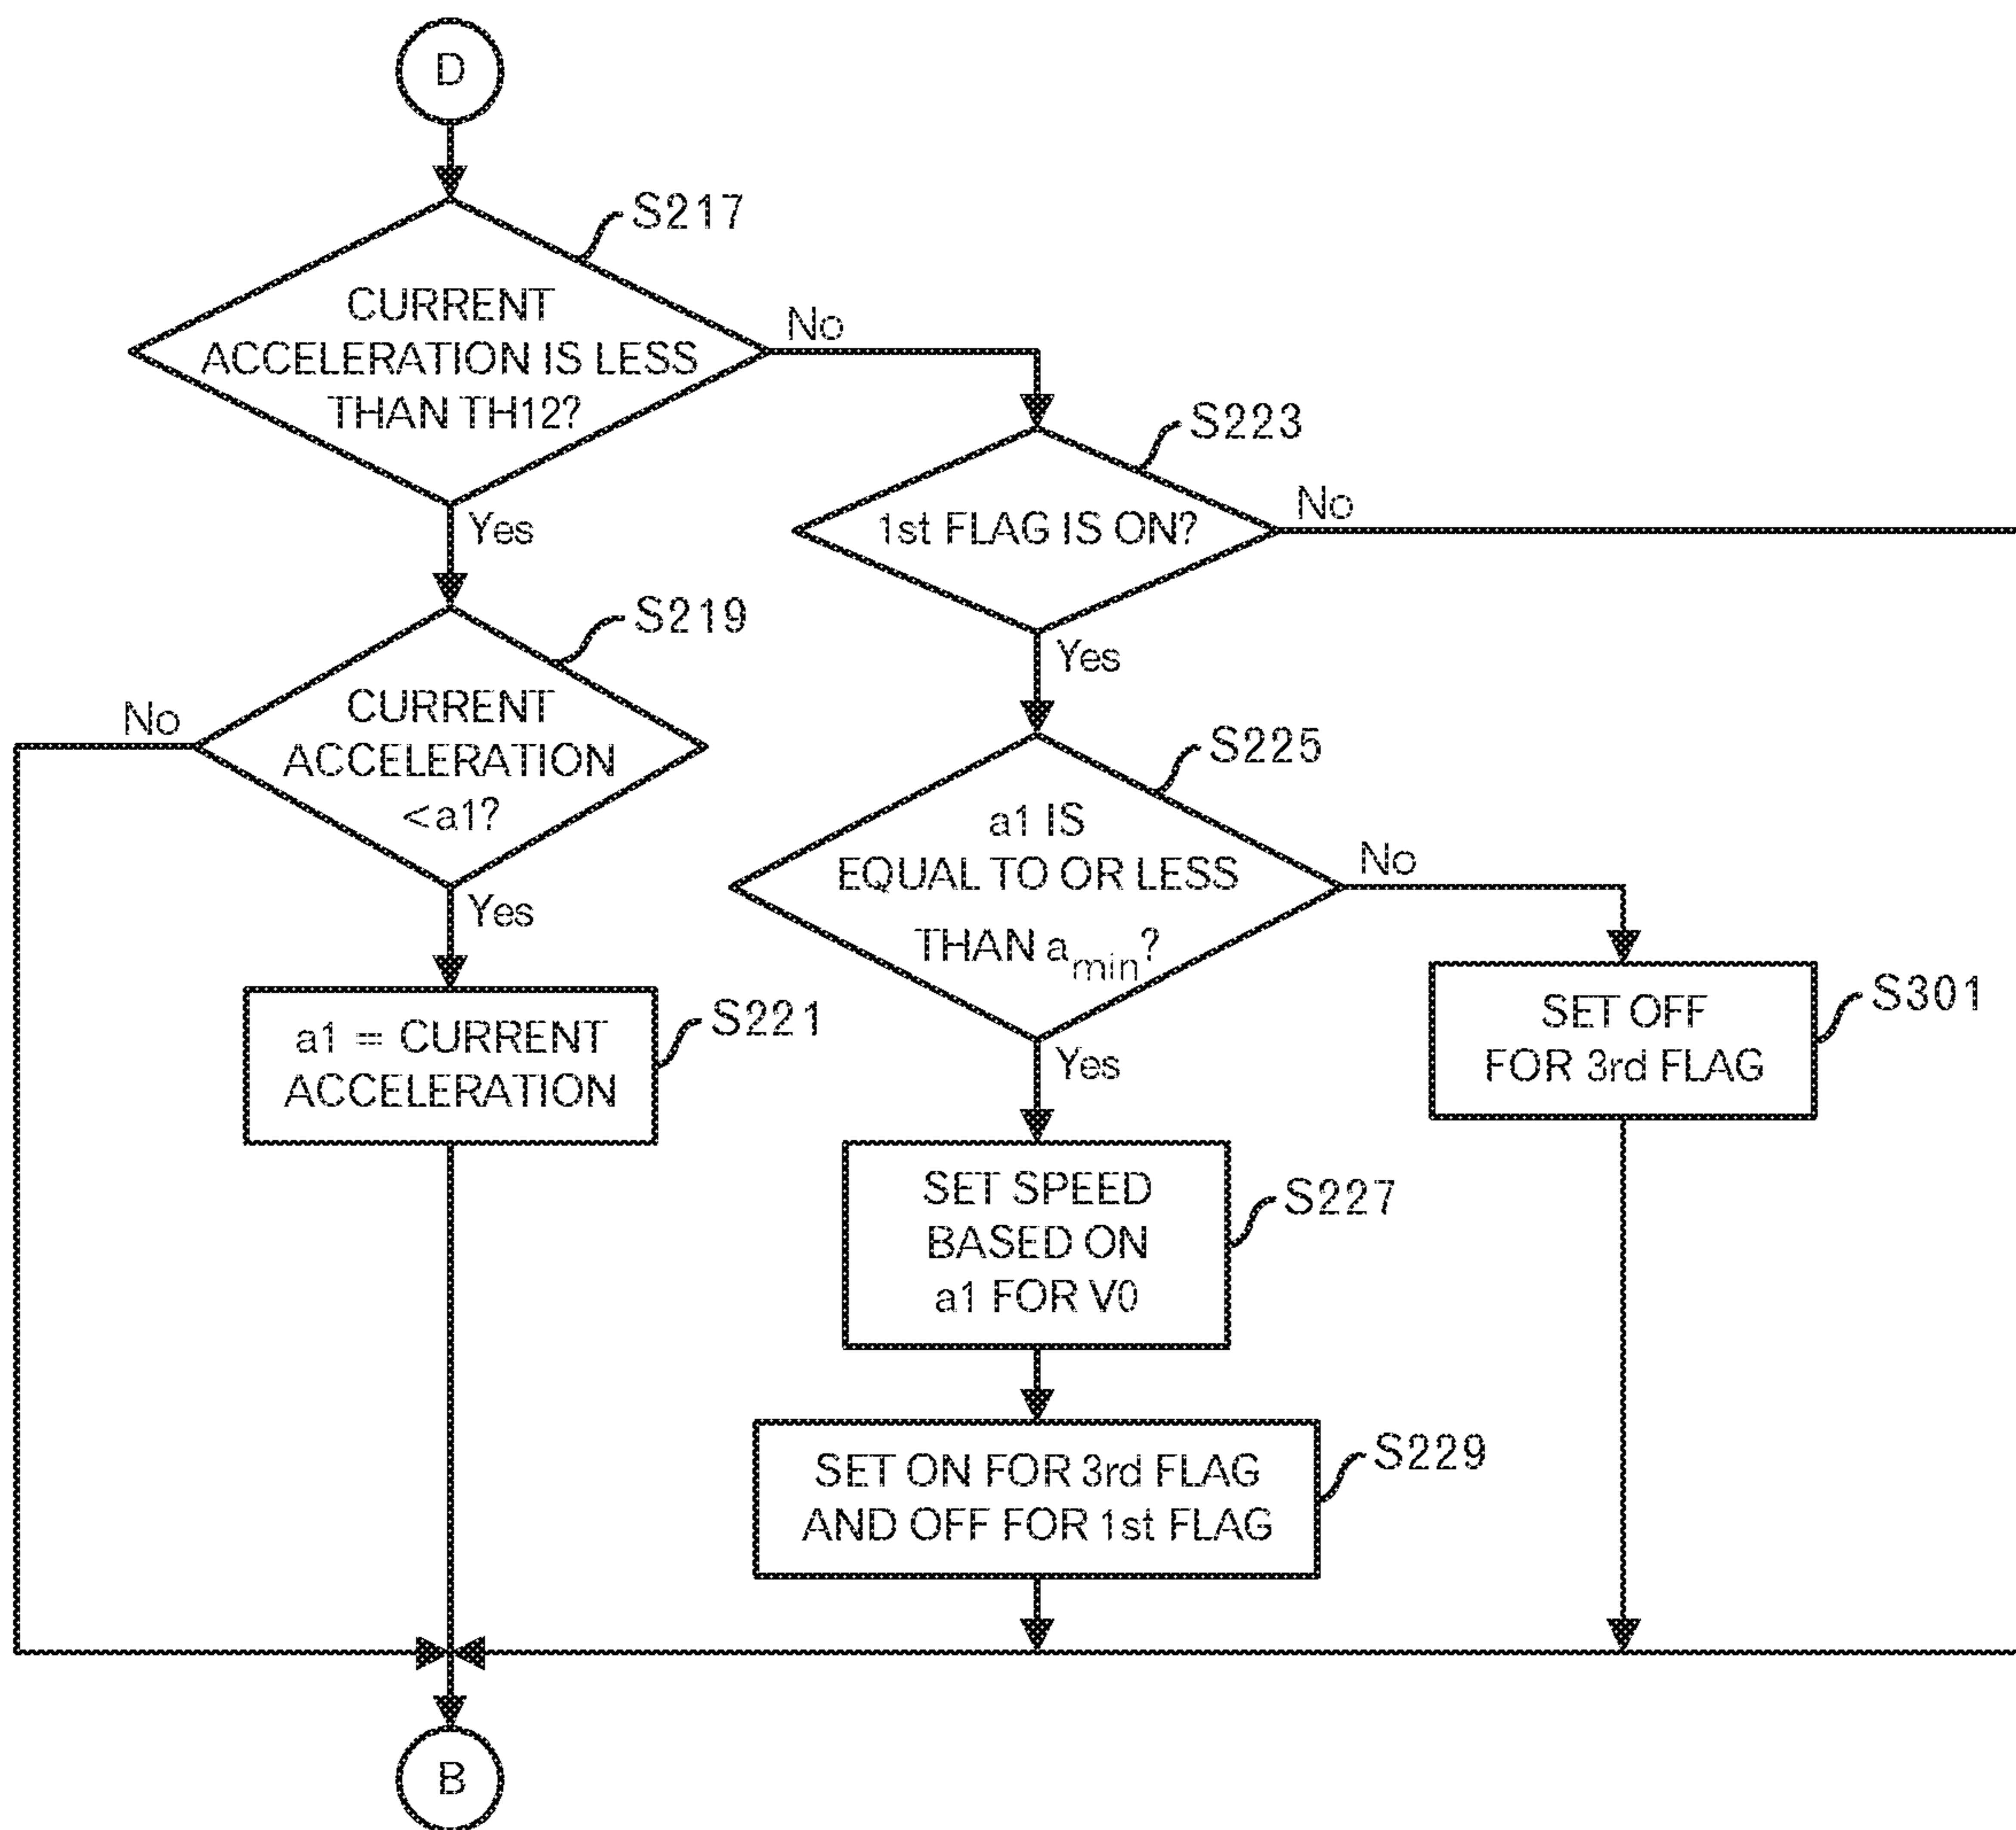 D
S217
CURRENT
ACCELERATION IS LESS
THAN TH12?
No
Yes
S223
1st FLAG IS ON?
No
Yes
S219
CURRENT
ACCELERATION
<a1?
No
Yes
S225
a1 IS
EQUAL TO OR LESS
THAN amin?
No
Yes
S221
a1 = CURRENT
ACCELERATION
S301
SET OFF
FOR 3rd FLAG
S227
SET SPEED
BASED ON
a1 FOR V0
S229
SET ON FOR 3rd FLAG
AND OFF FOR 1st FLAG
B